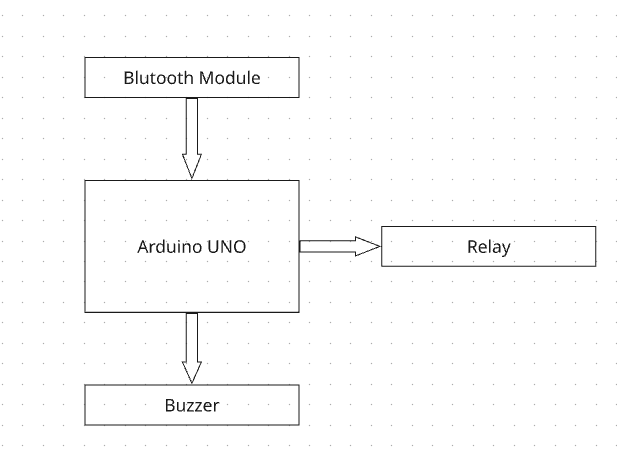 Blutooth Module
Arduino UNO
Relay
Buzzer